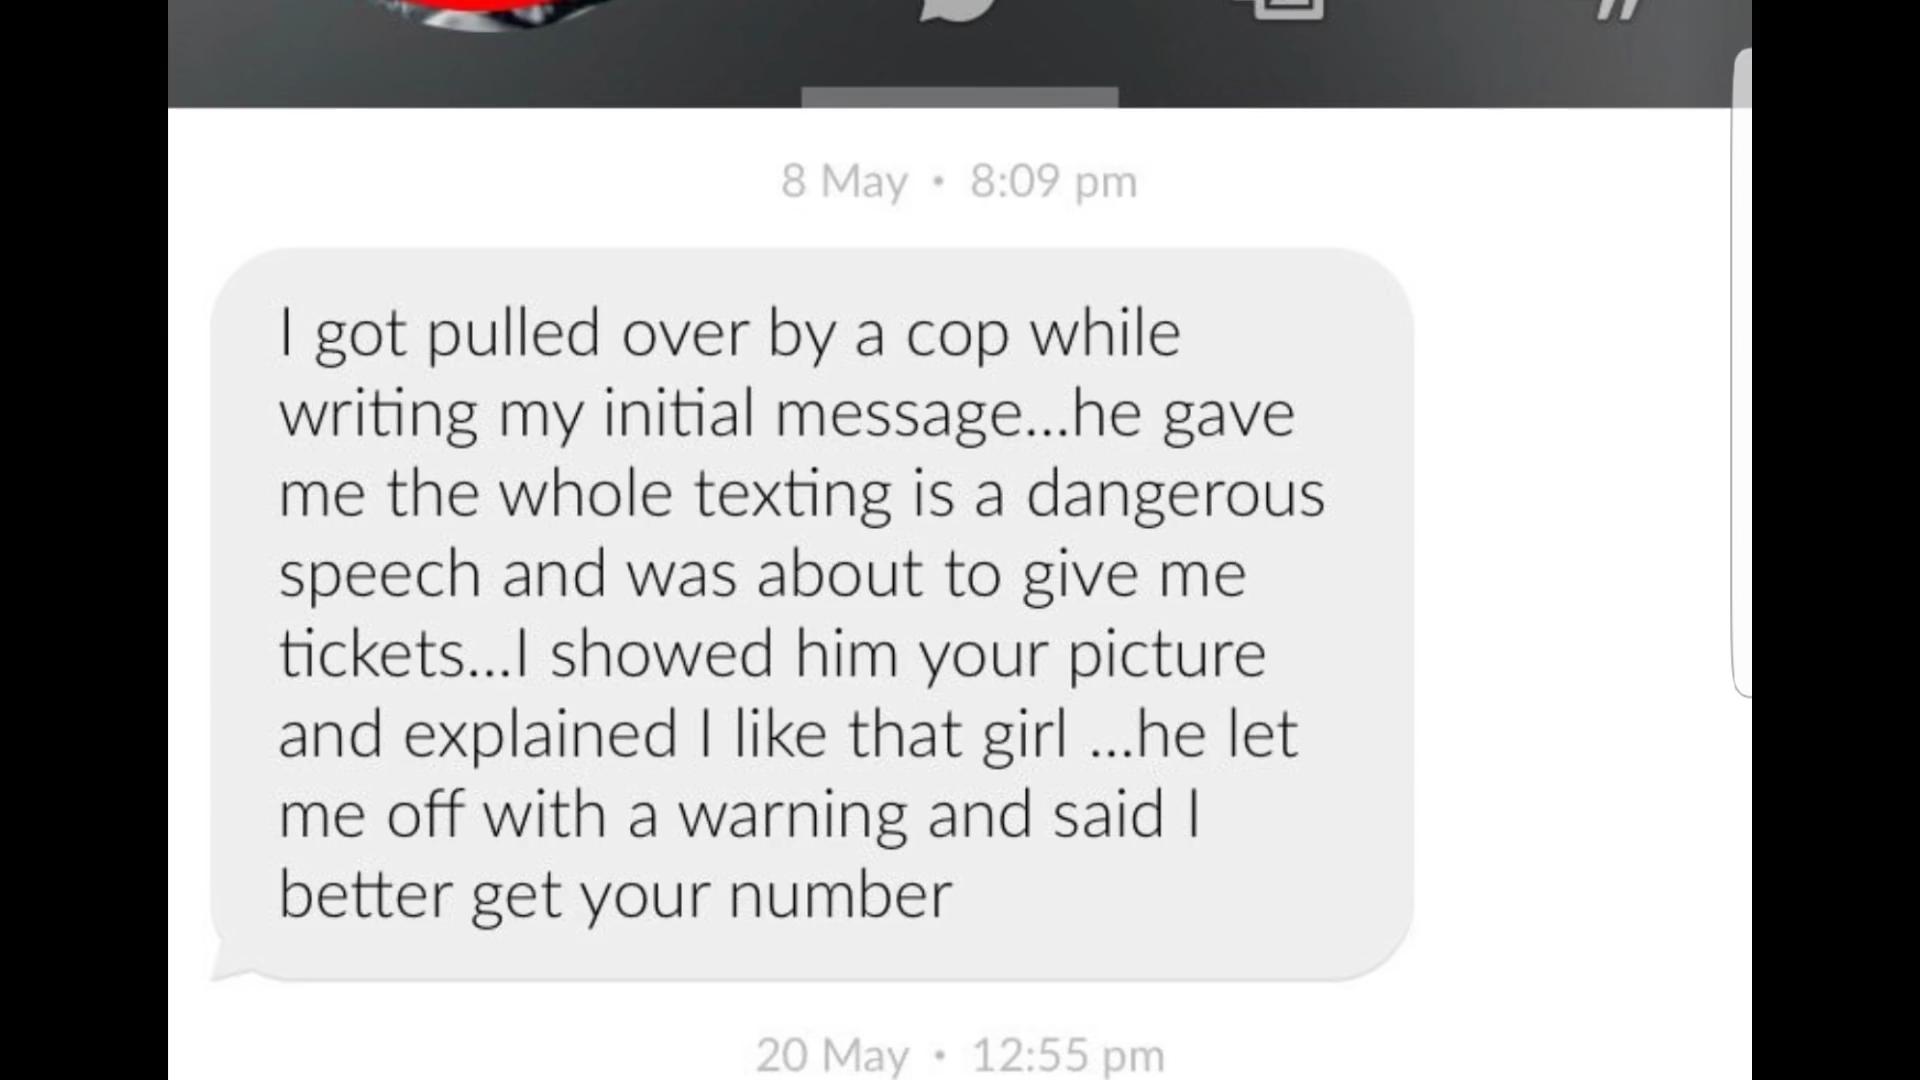 8 May • 8:09 pm
I got pulled over by a cop while
writing my initial message...he gave
me the whole texting is a dangerous
speech and was about to give me
tickets...I showed him your picture
and explained I like that girl ...he let
me off with a warning and said I
better get your number
20 May • 12:55 pm